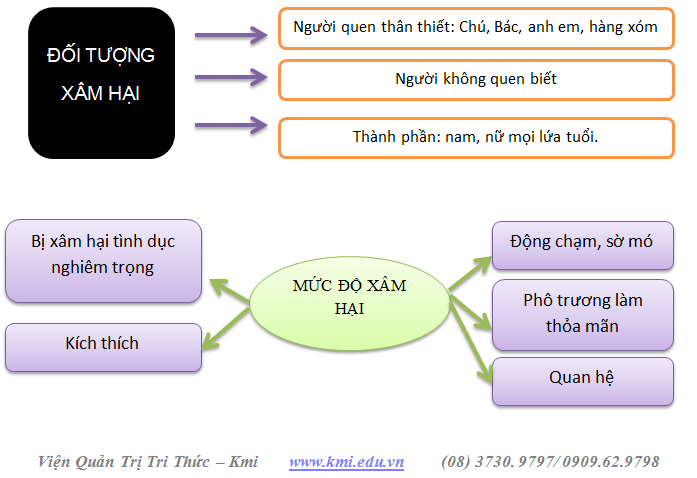 ĐỐI TƯỢNG
XÂM HẠI
Người quen thân thiết: Chú, Bác, anh em, hàng xóm
Người không quen biết
Thành phần: nam, nữ mọi lứa tuổi.
Bị xâm hại tình dục
nghiêm trọng
Kích thích
MỨC ĐỘ XÂM
HẠI
Động chạm, sờ mó
Phô trương làm
thỏa mãn
Quan hệ
Viện Quản Trị Tri Thức – Kmi www.kmi.edu.vn (08) 3730. 9797/ 0909.62.9798